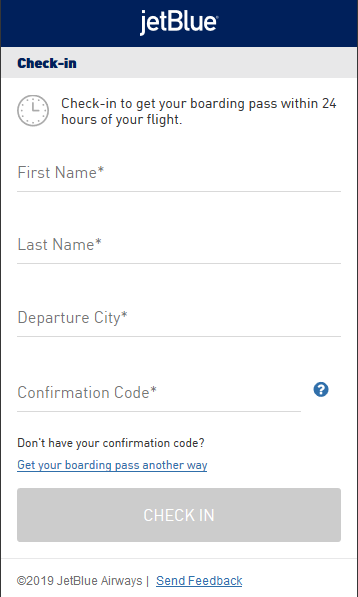 jetBlue
Check-in
Check-in to get your boarding pass within 24
hours of your flight.
First Name*
Last Name*
Departure City*
Confirmation Code*
?
Don't have your confirmation code?
Get your boarding pass another way
CHECK IN
©2019 JetBlue Airways | Send Feedback